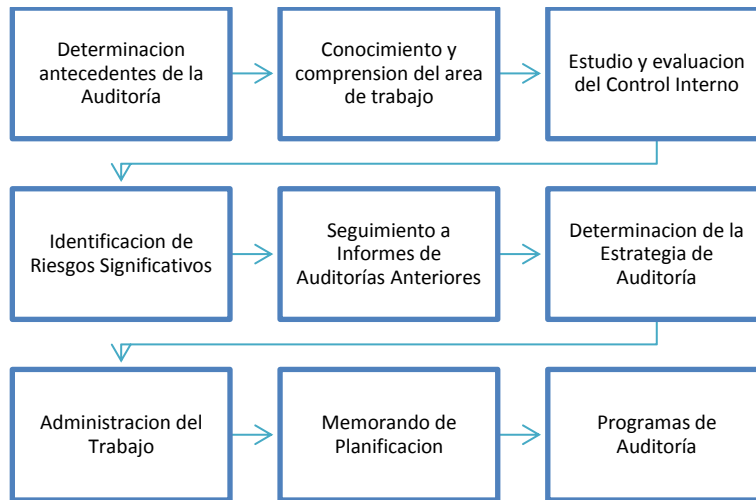 Determinacion
antecedentes de la
Auditoría
Conocimiento y
comprension del area
de trabajo
Estudio y evaluacion
del Control Interno
Identificacion de
Riesgos Significativos
Seguimiento a
Informes de
Auditorías Anteriores
Determinacion de la
Estrategia de
Auditoría
Administracion del
Trabajo
Memorando de
Planificacion
Programas de
Auditoría